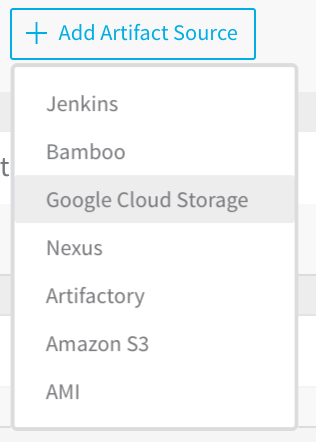 + Add Artifact Source
Jenkins
Bamboo
t
Google Cloud Storage
Nexus
Artifactory
Amazon S3
AMI